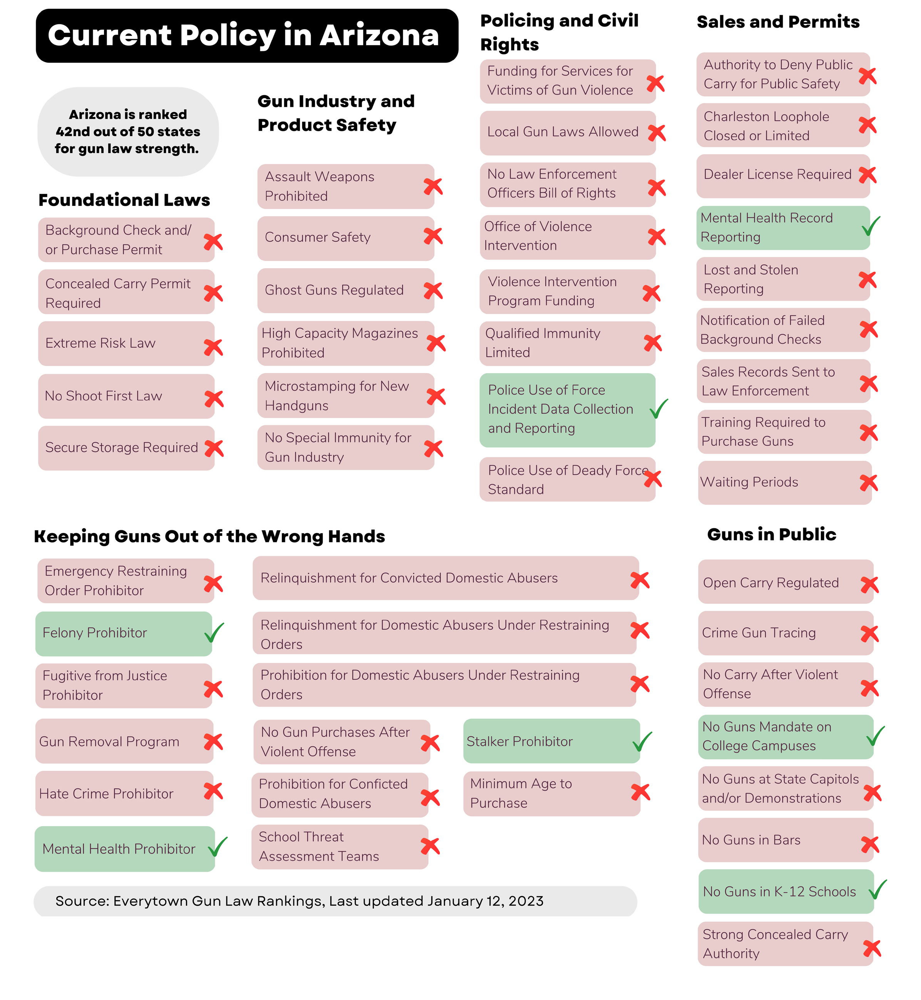 Current Policy in Arizona
Arizona is ranked
42nd out of 50 states
for gun law strength.
Foundational Laws
Background Check and/
or Purchase Permit
Concealed Carry Permit
Required
Extreme Risk Law
No Shoot First Law
Secure Storage Required
Gun Industry and
Product Safety
Assault Weapons
Prohibited
Consumer Safety
Ghost Guns Regulated
High Capacity Magazines
Prohibited
Microstamping for New
Handguns
No Special Immunity for
Gun Industry
Policing and Civil
Rights
Funding for Services for
Victims of Gun Violence
Local Gun Laws Allowed
No Law Enforcement
Officers Bill of Rights
Office of Violence
Intervention
Violence Intervention
Program Funding
Qualified Immunity
Limited
Police Use of Force
Incident Data Collection
and Reporting
Police Use of Deady Force
Standard
Sales and Permits
Authority to Deny Public
Carry for Public Safety
Charleston Loophole
Closed or Limited
Dealer License Required
Mental Health Record
Reporting
Lost and Stolen
Reporting
Notification of Failed
Background Checks
Sales Records Sent to
Law Enforcement
Training Required to
Purchase Guns
Waiting Periods
Keeping Guns Out of the Wrong Hands
Emergency Restraining
Order Prohibitor
Felony Prohibitor
Fugitive from Justice
Prohibitor
Gun Removal Program
Hate Crime Prohibitor
Mental Health Prohibitor
Relinquishment for Convicted Domestic Abusers
Relinquishment for Domestic Abusers Under Restraining
Orders
Prohibition for Domestic Abusers Under Restraining
Orders
No Gun Purchases After
Violent Offense
Prohibition for Conficted
Domestic Abusers
School Threat
Assessment Teams
Stalker Prohibitor
Minimum Age to
Purchase
Guns in Public
Open Carry Regulated
Crime Gun Tracing
No Carry After Violent
Offense
No Guns Mandate on
College Campuses
No Guns at State Capitols
and/or Demonstrations
No Guns in Bars
No Guns in K-12 Schools
Strong Concealed Carry
Authority
Source: Everytown Gun Law Rankings, Last updated January 12, 2023